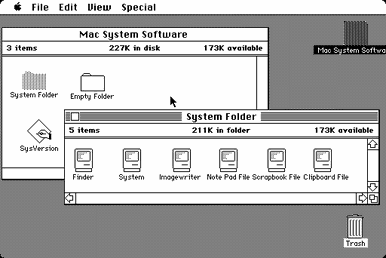 File Edit View Special
Mac System Software
3 items 227K in disk 173K available
Mac System Softwa
System Folder
Empty Folder
SysVersion
System Folder
5 items 211K in folder 173K available
Finder
System
Imagewriter
Note Pad File
Scrapbook File
Clipboard File
Trash